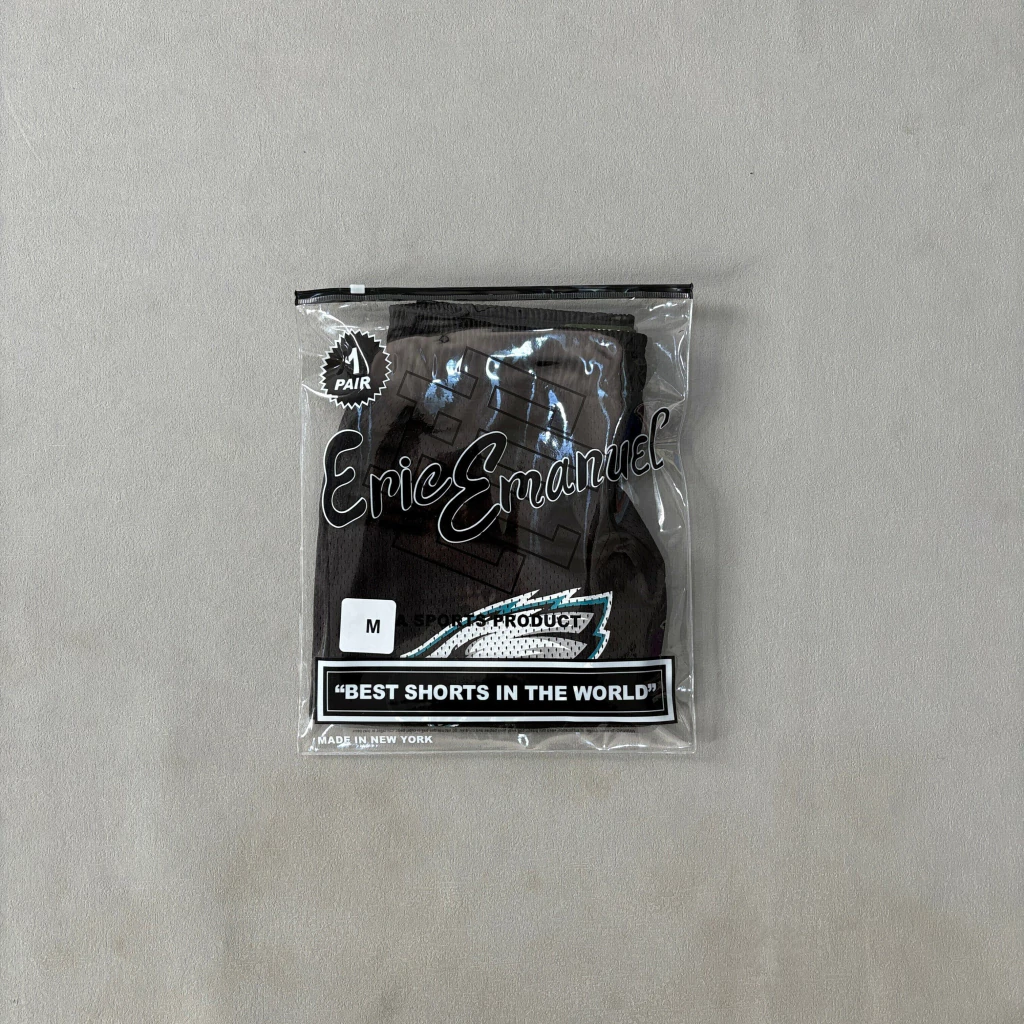 1
PAIR
Eric Emanuel
M
A SPORTS PRODUCT
“BEST SHORTS IN THE WORLD”
MADE IN NEW YORK